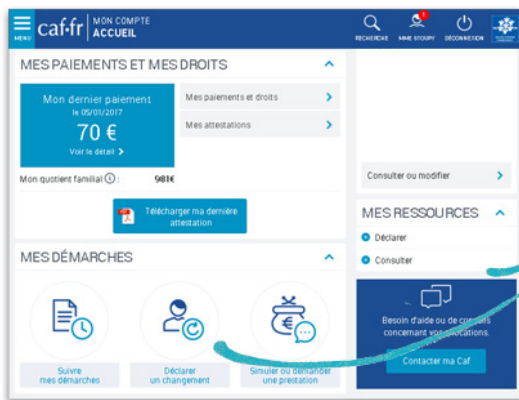 MENU
caf.fr
MON COMPTE
ACCUEIL
RECHERCHE
MME STOUPY
1
DÉCONNEXION
MES PAIEMENTS ET MES DROITS
Mon dernier paiement
le 05/01/2017
70 €
Voir le détail >
Mes paiements et droits
Mes attestations
Mon quotient familial ⓘ : 981€
Télécharger ma dernière
attestation
MES DÉMARCHES
Suivre
mes démarches
Déclarer
un changement
Simuler ou demander
une prestation
Consulter ou modifier
MES RESSOURCES
Déclarer
Consulter
Besoin d'aide ou de conseils
concernant vos allocations.
Contacter ma Caf